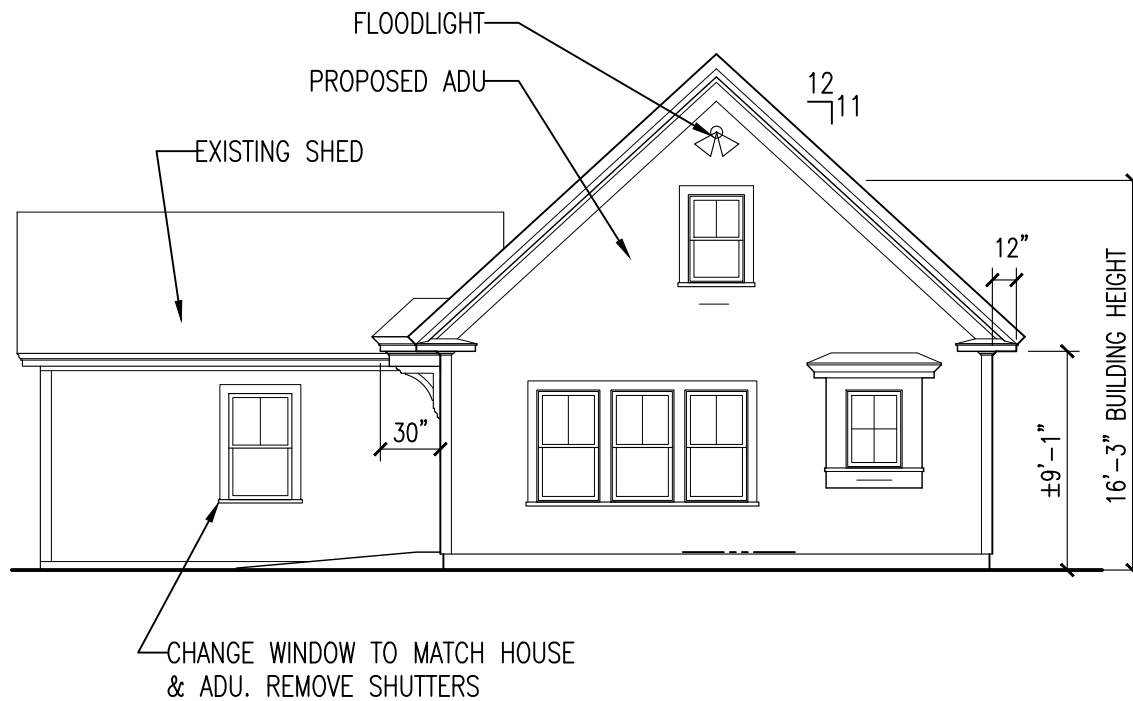 FLOODLIGHT
PROPOSED ADU
12
11
EXISTING SHED
12"
16'-3" BUILDING HEIGHT
±9'-1"
30"
CHANGE WINDOW TO MATCH HOUSE
& ADU. REMOVE SHUTTERS